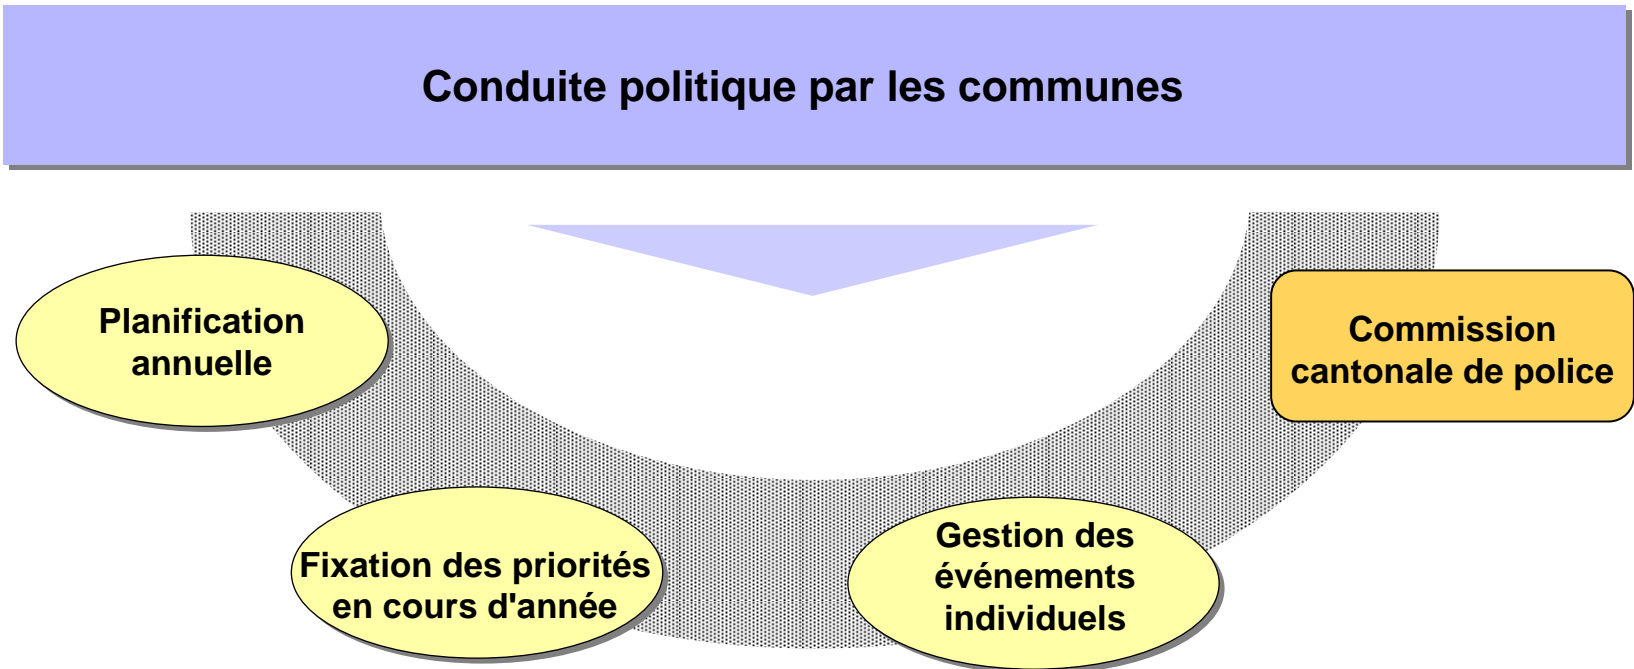 Conduite politique par les communes
Planification
annuelle
Commission
cantonale de police
Fixation des priorités
en cours d'année
Gestion des
événements
individuels